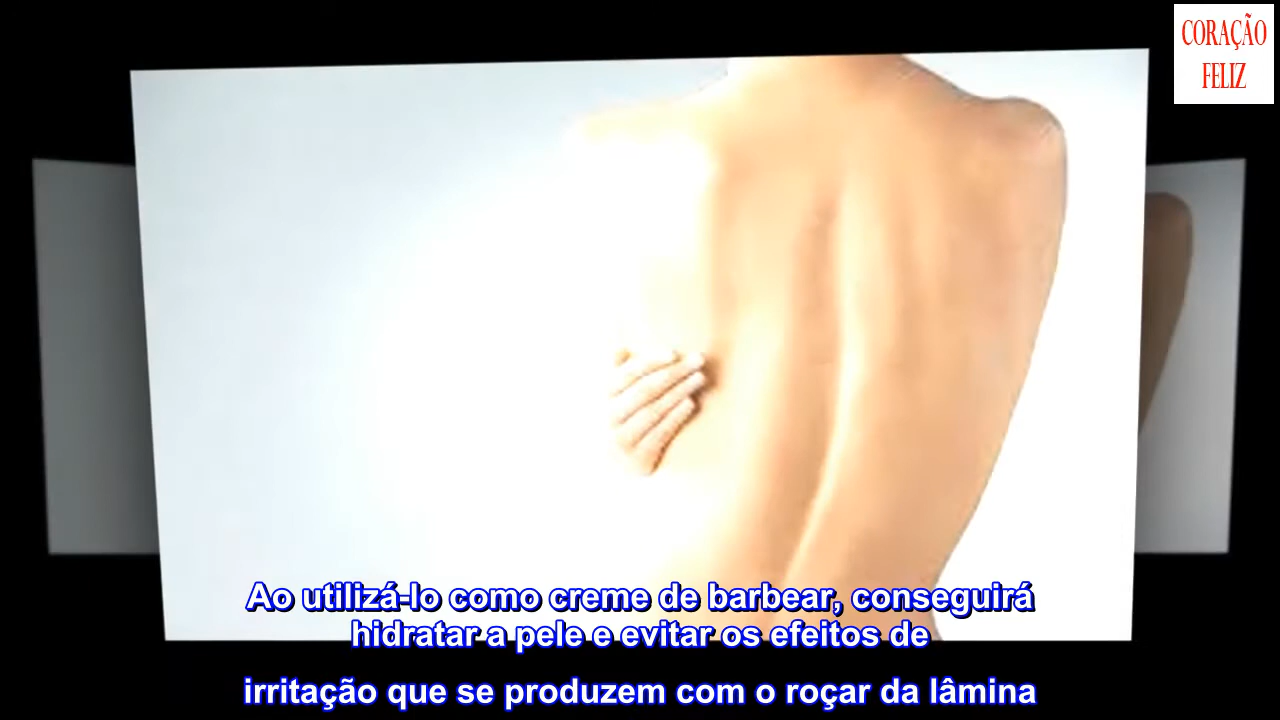 CORAÇÃO
FELIZ
Ao utilizá-lo como creme de barbear, conseguirá
hidratar a pele e evitar os efeitos de
irritação que se produzem com o roçar da lâmina